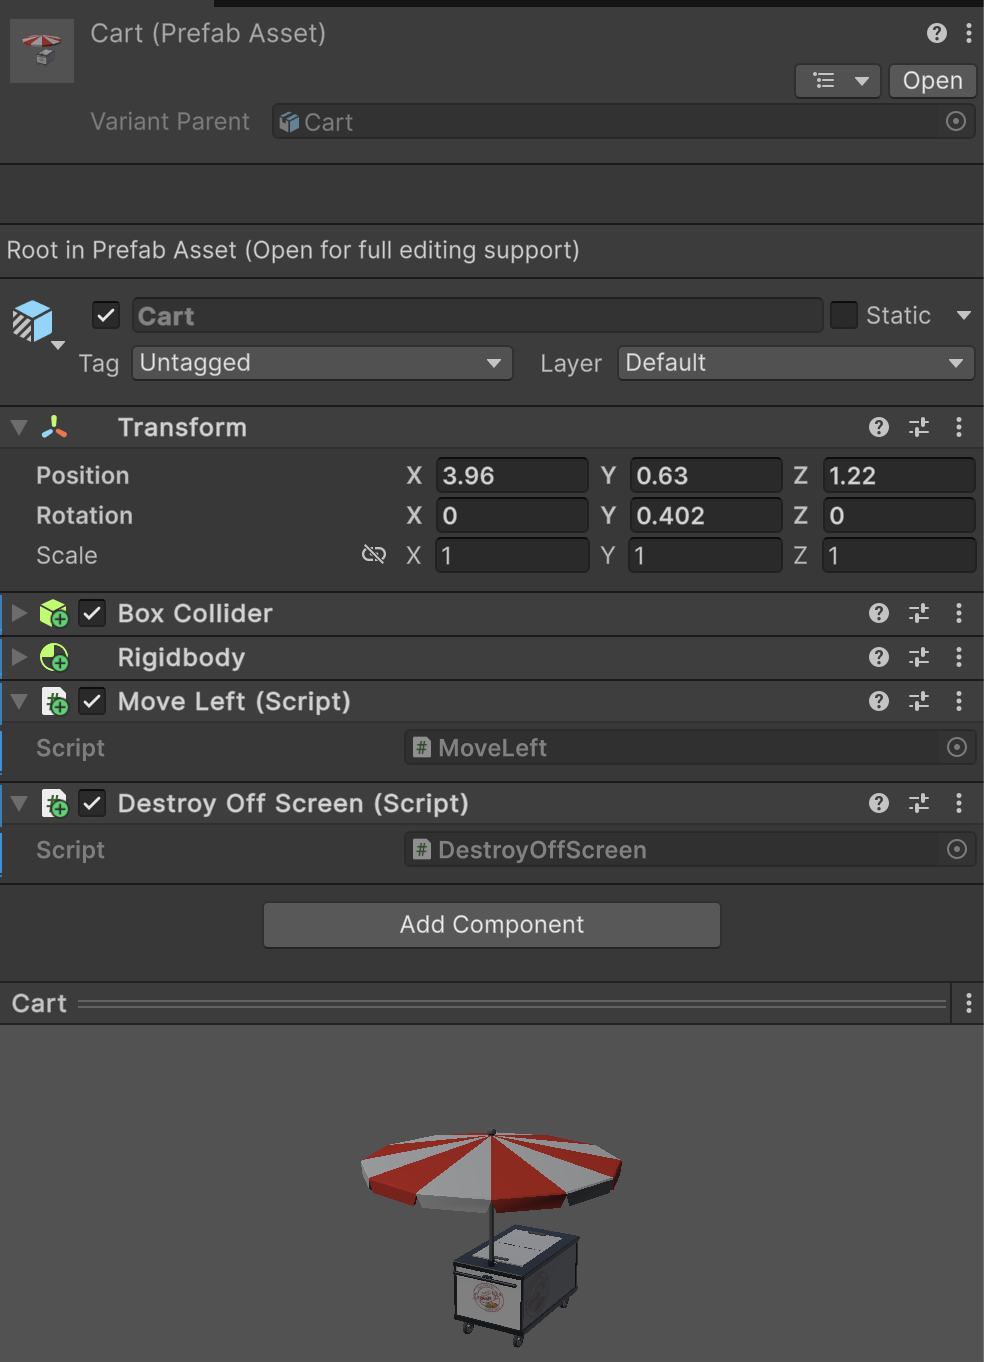 Cart (Prefab Asset)
Open
Variant Parent Cart
Root in Prefab Asset (Open for full editing support)
Cart Static
Tag Untagged Layer Default
Transform
Position X 3.96 Y 0.63 Z 1.22
Rotation X 0 Y 0.402 Z 0
Scale X 1 Y 1 Z 1
Box Collider
Rigidbody
# Move Left (Script)
Script # MoveLeft
# Destroy Off Screen (Script)
Script # DestroyOffScreen
Add Component
Cart